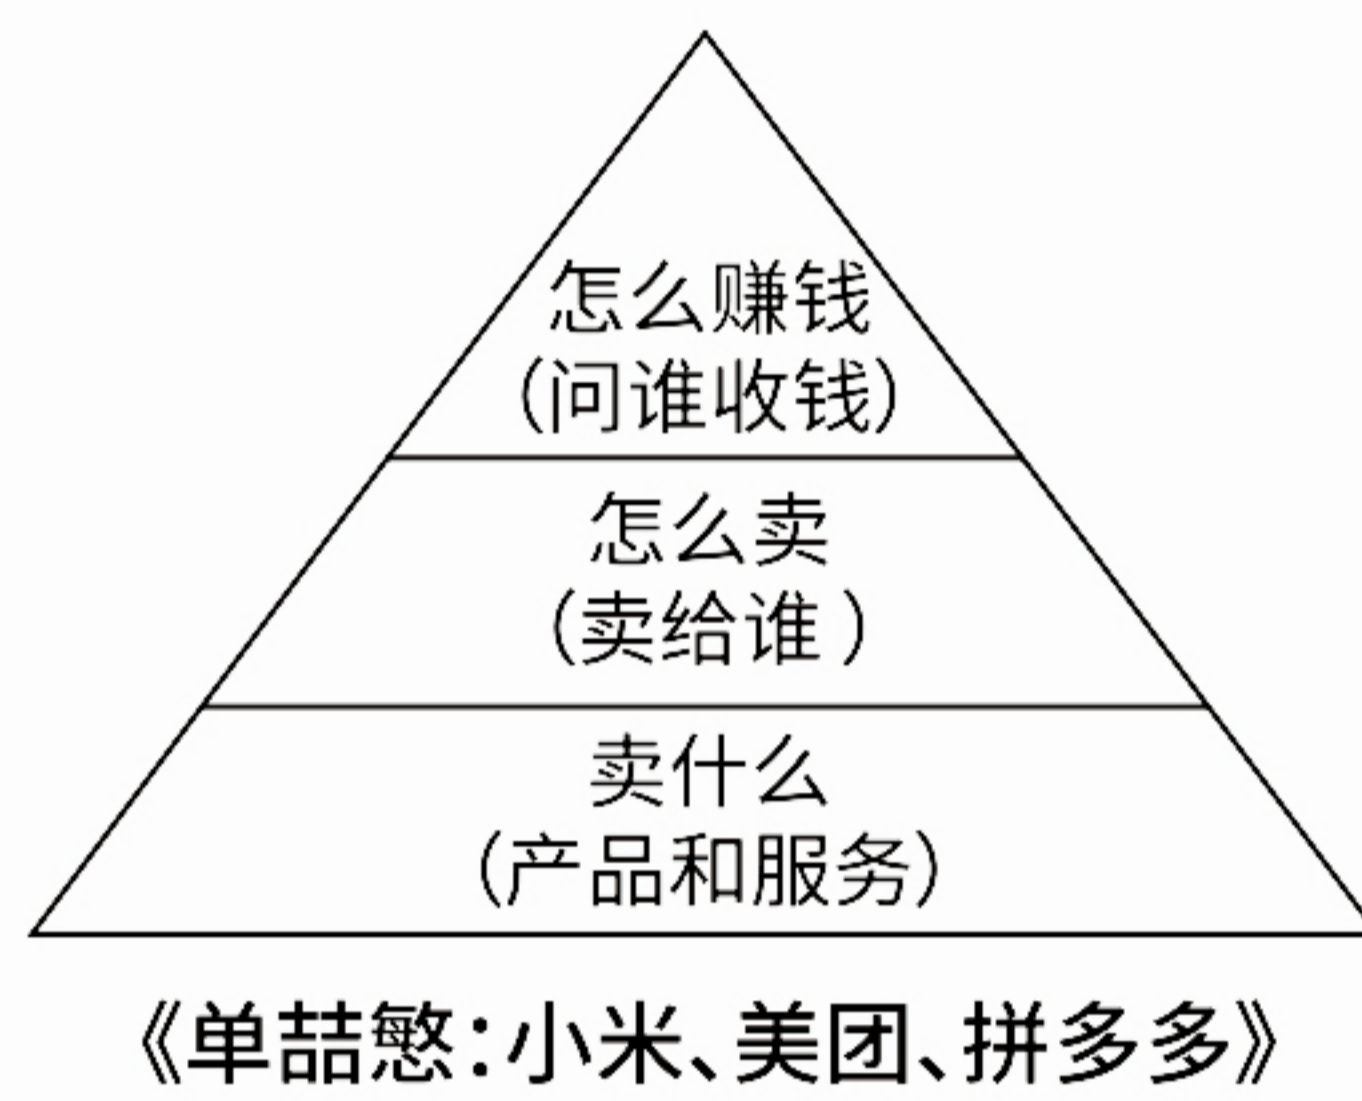 怎么赚钱
(问谁收钱)
怎么卖
(卖给谁)
卖什么
(产品和服务)
《单喆慜:小米、美团、拼多多》